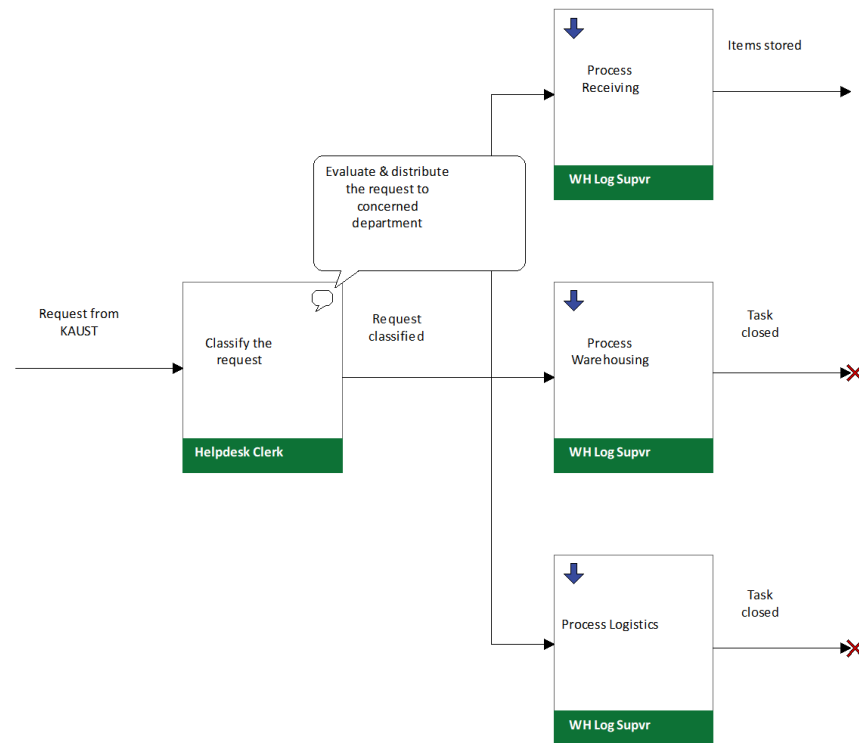 Request from
KAUST
Classify the
request
Helpdesk Clerk
Evaluate & distribute
the request to
concerned
department
Request
classified
Process
Receiving
WH Log Supvr
Items stored
Process
Warehousing
WH Log Supvr
Task
closed
Process Logistics
WH Log Supvr
Task
closed